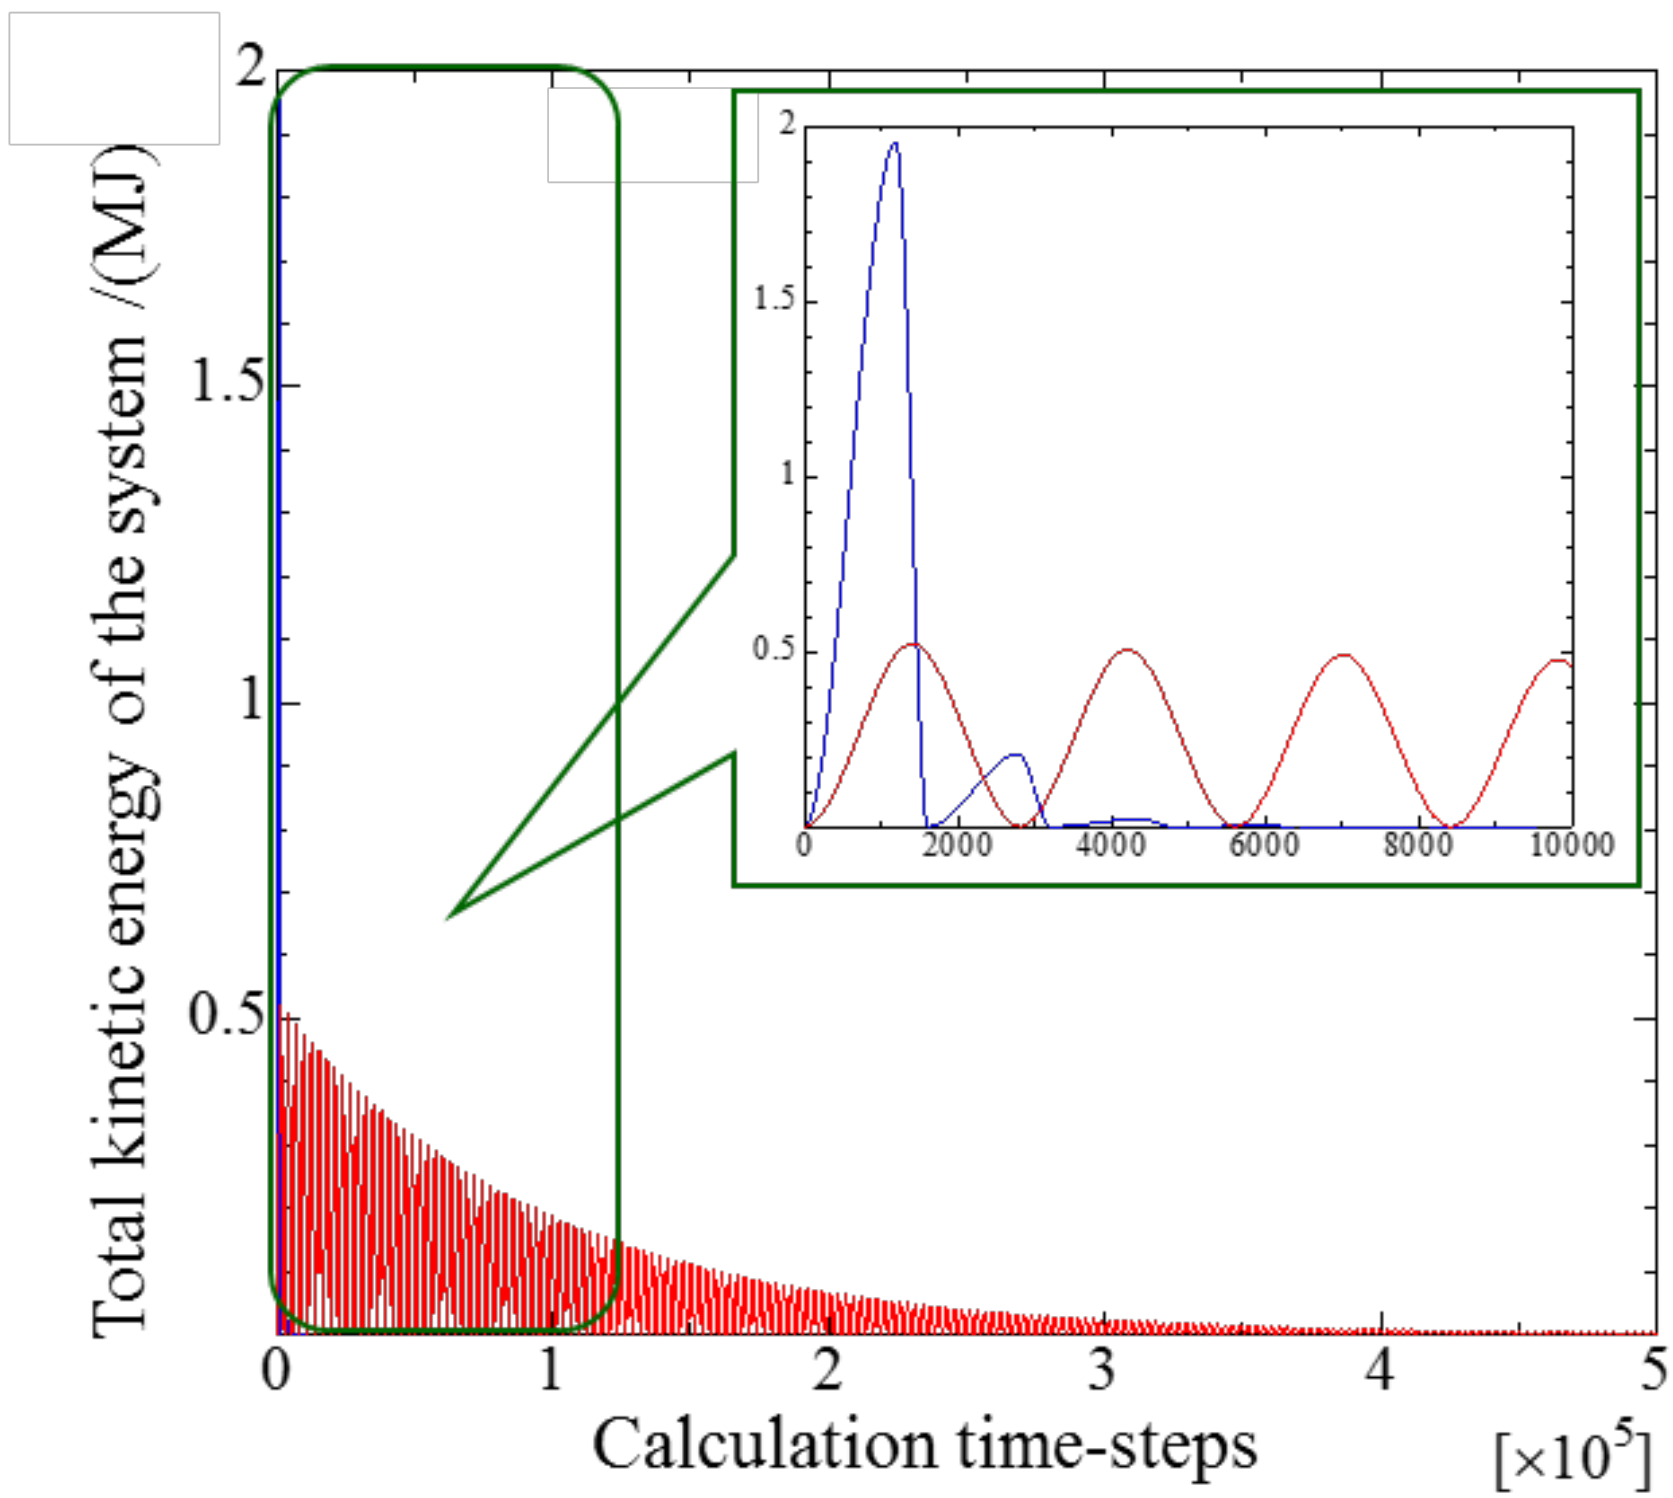 Total kinetic energy of the system /(MJ)
2
1.5
1
0.5
0 1 2 3 4 5
Calculation time-steps
[×10⁵]
2
1.5
1
0.5
0 2000 4000 6000 8000 10000